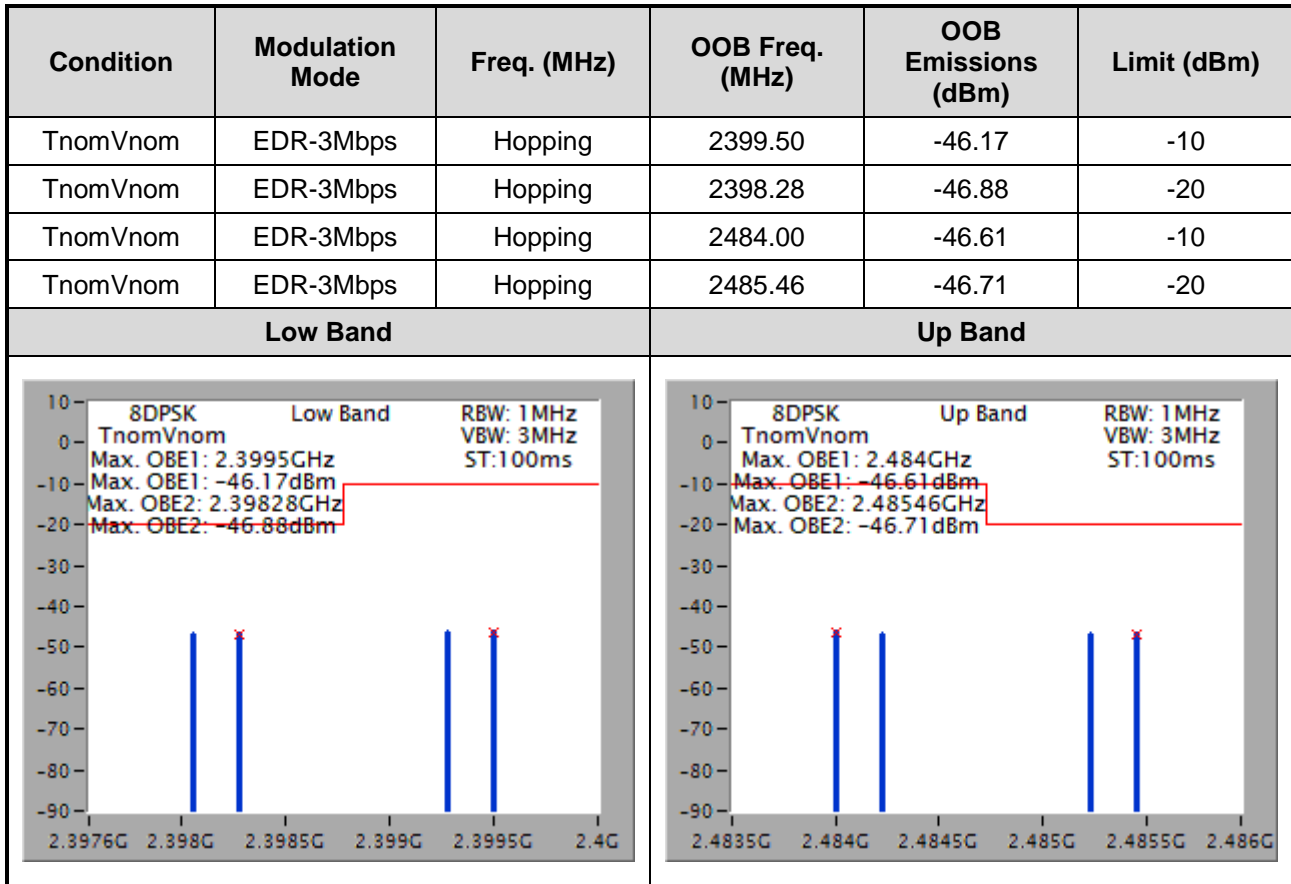 Condition Modulation Mode Freq. (MHz) OOB Freq. (MHz) OOB Emissions (dBm) Limit (dBm)
TnomVnom EDR-3Mbps Hopping 2399.50 -46.17 -10
TnomVnom EDR-3Mbps Hopping 2398.28 -46.88 -20
TnomVnom EDR-3Mbps Hopping 2484.00 -46.61 -10
TnomVnom EDR-3Mbps Hopping 2485.46 -46.71 -20
Low Band Up Band
8DPSK Low Band RBW: 1MHz
TnomVnom VBW: 3MHz
Max. OBE1: 2.3995GHz ST:100ms
Max. OBE1: -46.17dBm
Max. OBE2: 2.39828GHz
Max. OBE2: -46.88dBm
10
0
-10
-20
-30
-40
-50
-60
-70
-80
-90
2.3976G 2.398G 2.3985G 2.399G 2.3995G 2.4G
8DPSK Up Band RBW: 1MHz
TnomVnom VBW: 3MHz
Max. OBE1: 2.484GHz ST:100ms
Max. OBE1: -46.61dBm
Max. OBE2: 2.48546GHz
Max. OBE2: -46.71dBm
10
0
-10
-20
-30
-40
-50
-60
-70
-80
-90
2.4835G 2.484G 2.4845G 2.485G 2.4855G 2.486G